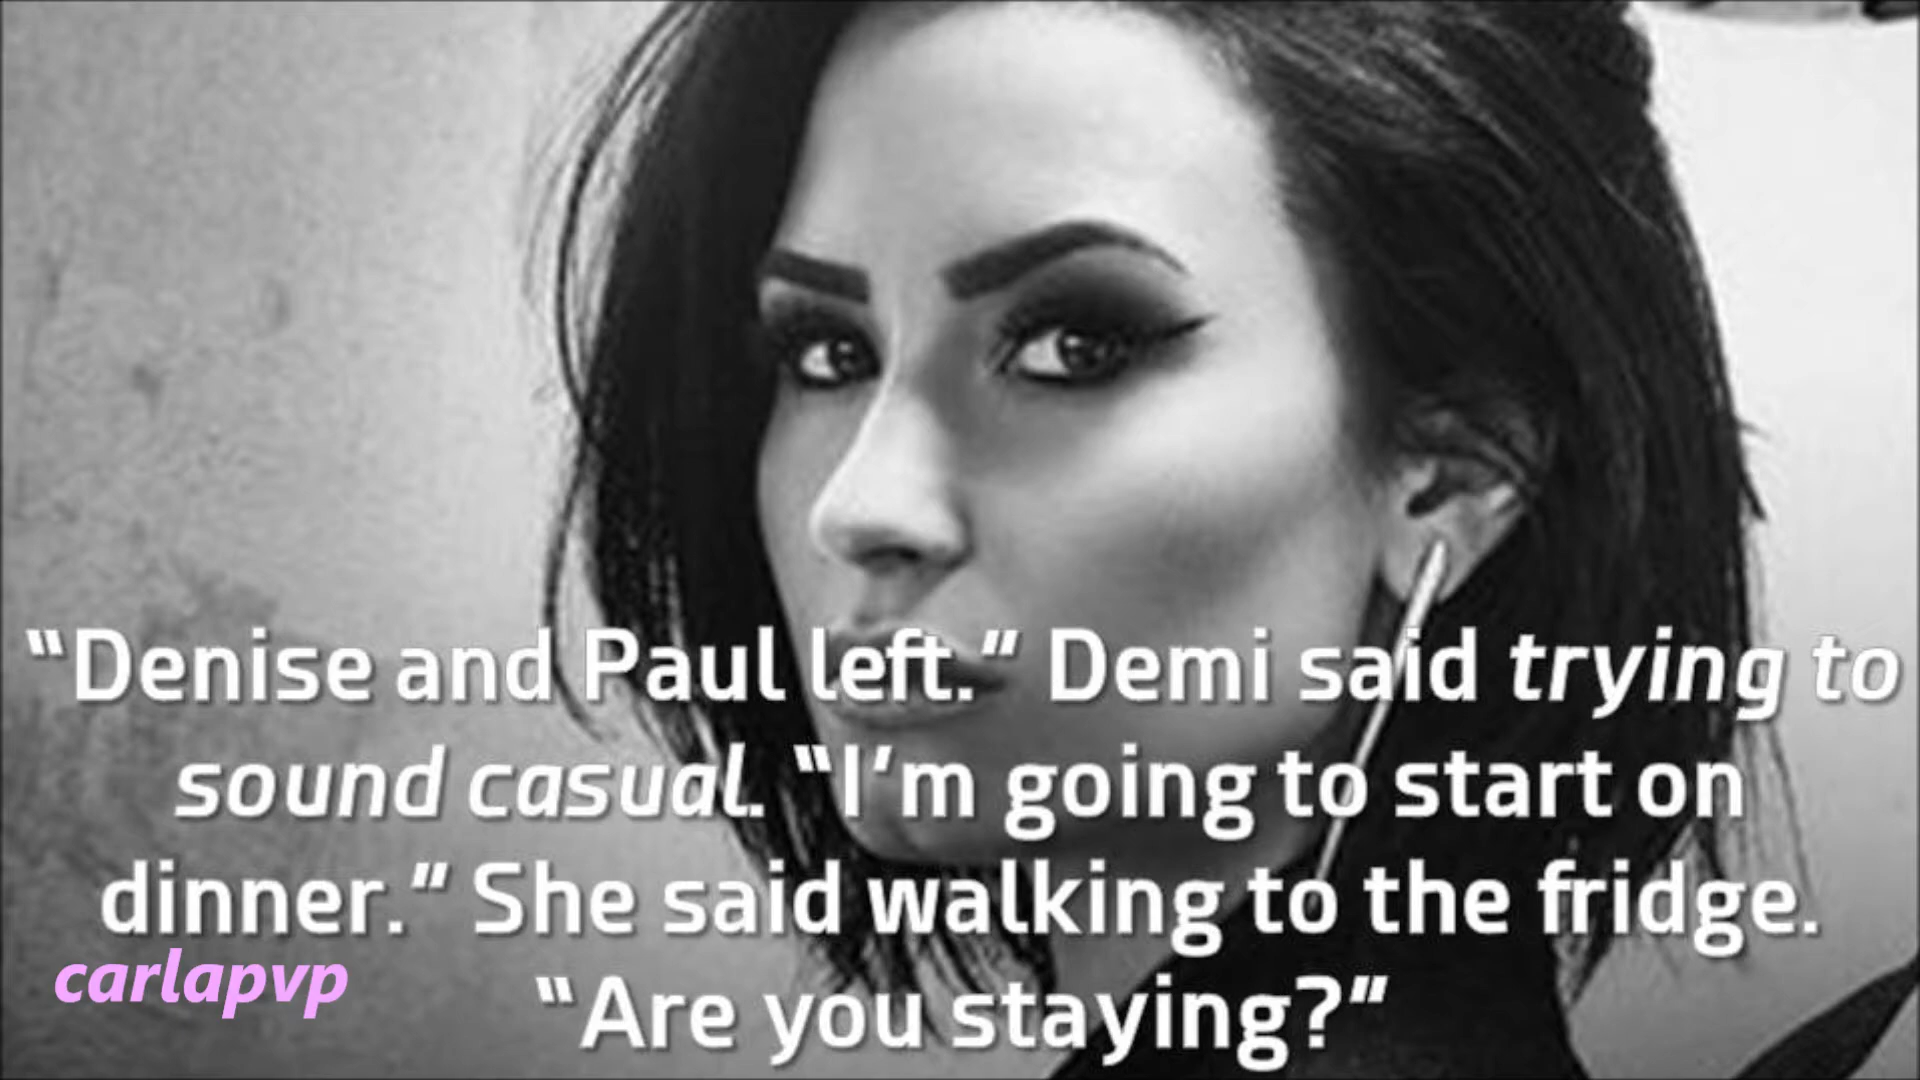 “Denise and Paul left.” Demi said trying to
sound casual. “I’m going to start on
dinner.” She said walking to the fridge.
carlapvp
“Are you staying?”